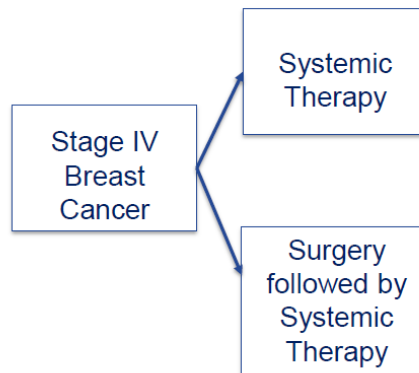 Systemic
Therapy
Stage IV
Breast
Cancer
Surgery
followed by
Systemic
Therapy